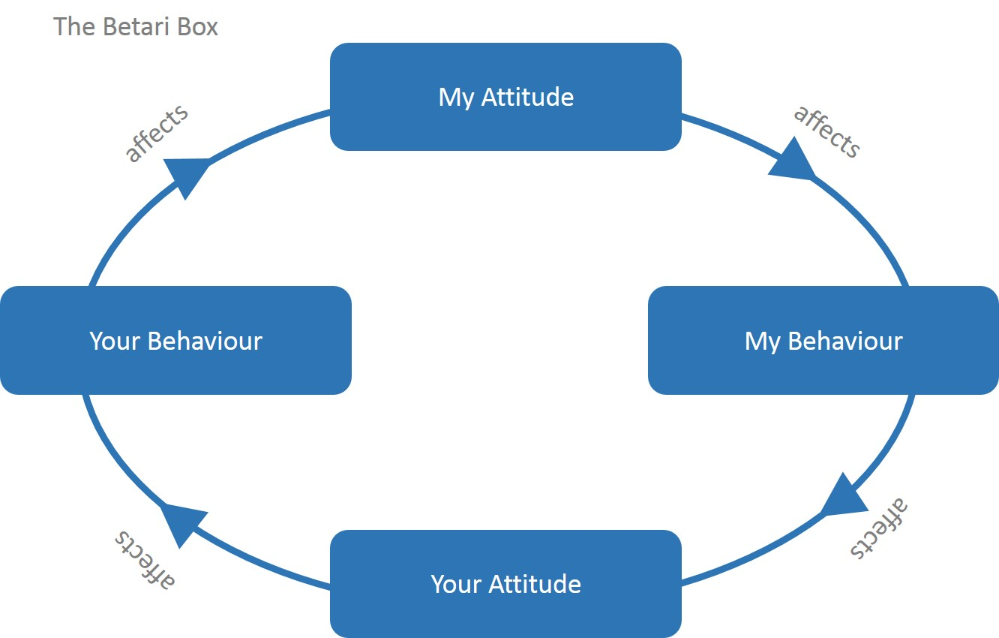 The Betari Box
My Attitude
affects
My Behaviour
affects
Your Attitude
affects
Your Behaviour
affects